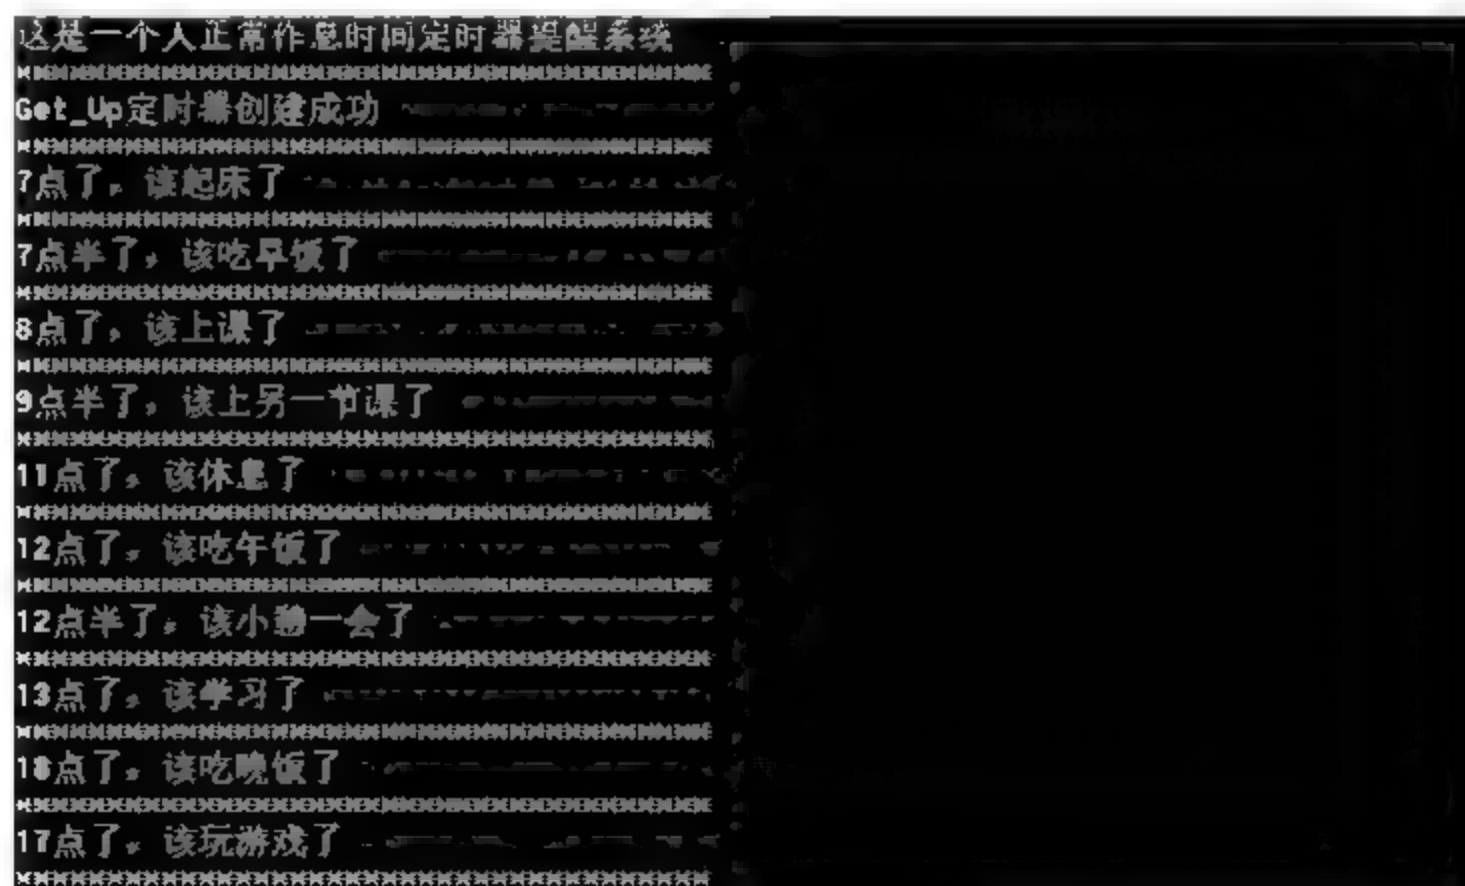 这是一个人正常作息时间定时器提醒系统
Get_Up定时器创建成功
7点了，该起床了
7点半了，该吃早饭了
8点了，该上课了
9点半了，该上另一节课了
11点了，该休息了
12点了，该吃午饭了
12点半了，该小憩一会了
13点了，该学习了
点了，该吃晚饭了
17点了，该玩游戏了